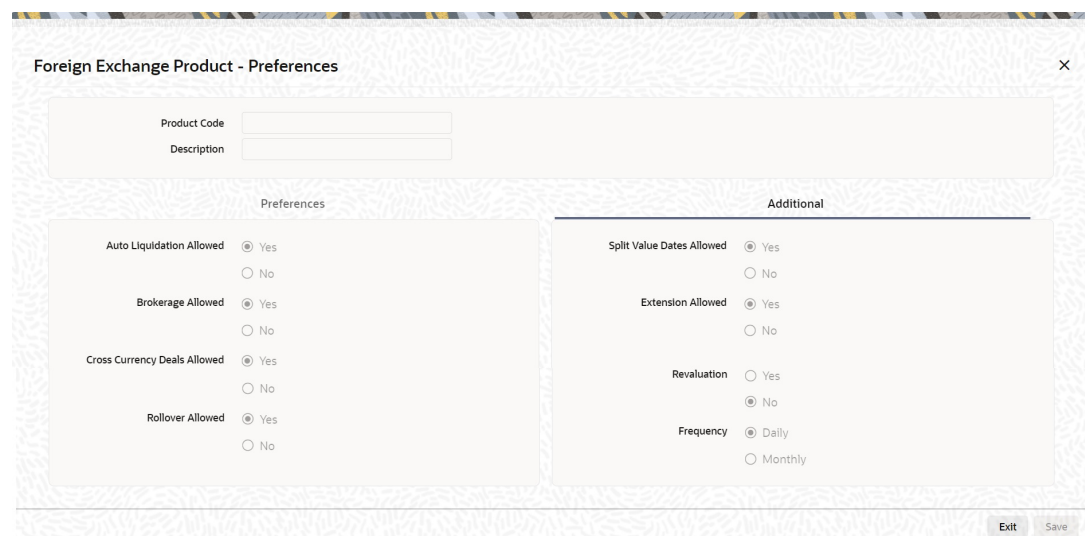 Foreign Exchange Product - Preferences
Product Code
Description
Preferences
Additional
Auto Liquidation Allowed
Yes
No
Brokerage Allowed
Yes
No
Cross Currency Deals Allowed
Yes
No
Rollover Allowed
Yes
No
Split Value Dates Allowed
Yes
No
Extension Allowed
Yes
No
Revaluation
Yes
No
Frequency
Daily
Monthly
Exit
Save